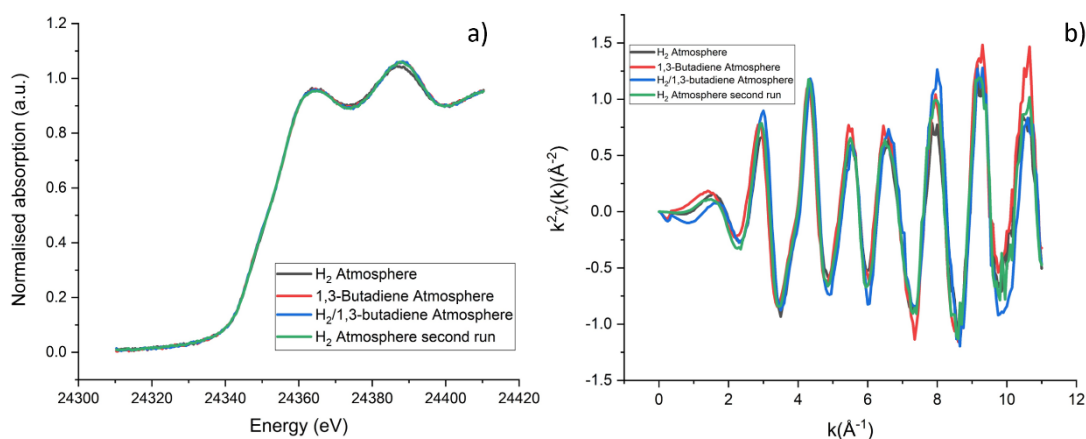 a)
Normalised absorption (a.u.)
1.2
1.0
0.8
0.6
0.4
0.2
0.0
H₂ Atmosphere
1,3-Butadiene Atmosphere
H₂/1,3-butadiene Atmosphere
H₂ Atmosphere second run
24300 24320 24340 24360 24380 24400 24420
Energy (eV)
b)
k²χ(k)(Å⁻²)
1.5
1.0
0.5
0.0
-0.5
-1.0
-1.5
H₂ Atmosphere
1,3-Butadiene Atmosphere
H₂/1,3-butadiene Atmosphere
H₂ Atmosphere second run
0 2 4 6 8 10 12
k(Å⁻¹)